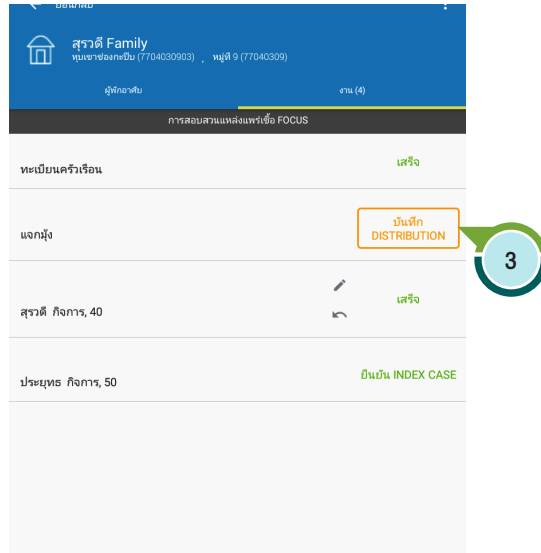 ย้อนกลับ
สุรวดี Family
หุบเขาช่องกะปิบ (7704030903) , หมู่ที่ 9 (77040309)
ผู้พักอาศัย
งาน (4)
การสอบสวนแหล่งแพร่เชื้อ FOCUS
ทะเบียนครัวเรือน
เสร็จ
แจกมุ้ง
บันทึก
DISTRIBUTION
3
สุรวดี กิจการ, 40
เสร็จ
ประยุทธ กิจการ, 50
ยืนยัน INDEX CASE